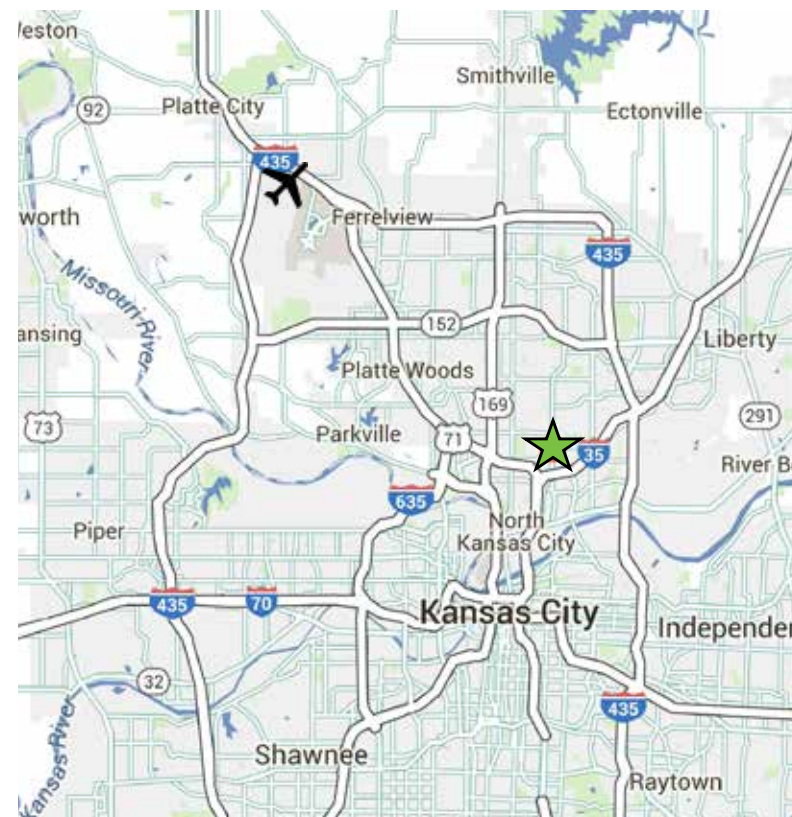 Weston
Smithville
Platte City
92
Ectonville
435
worth
Ferrelview
435
Missouri River
152
ansing
Liberty
Platte Woods
169
291
73
Parkville
71
35
River B
635
North
Kansas City
Piper
435
70
Kansas City
Independen
32
435
Kansas River
Shawnee
Raytown